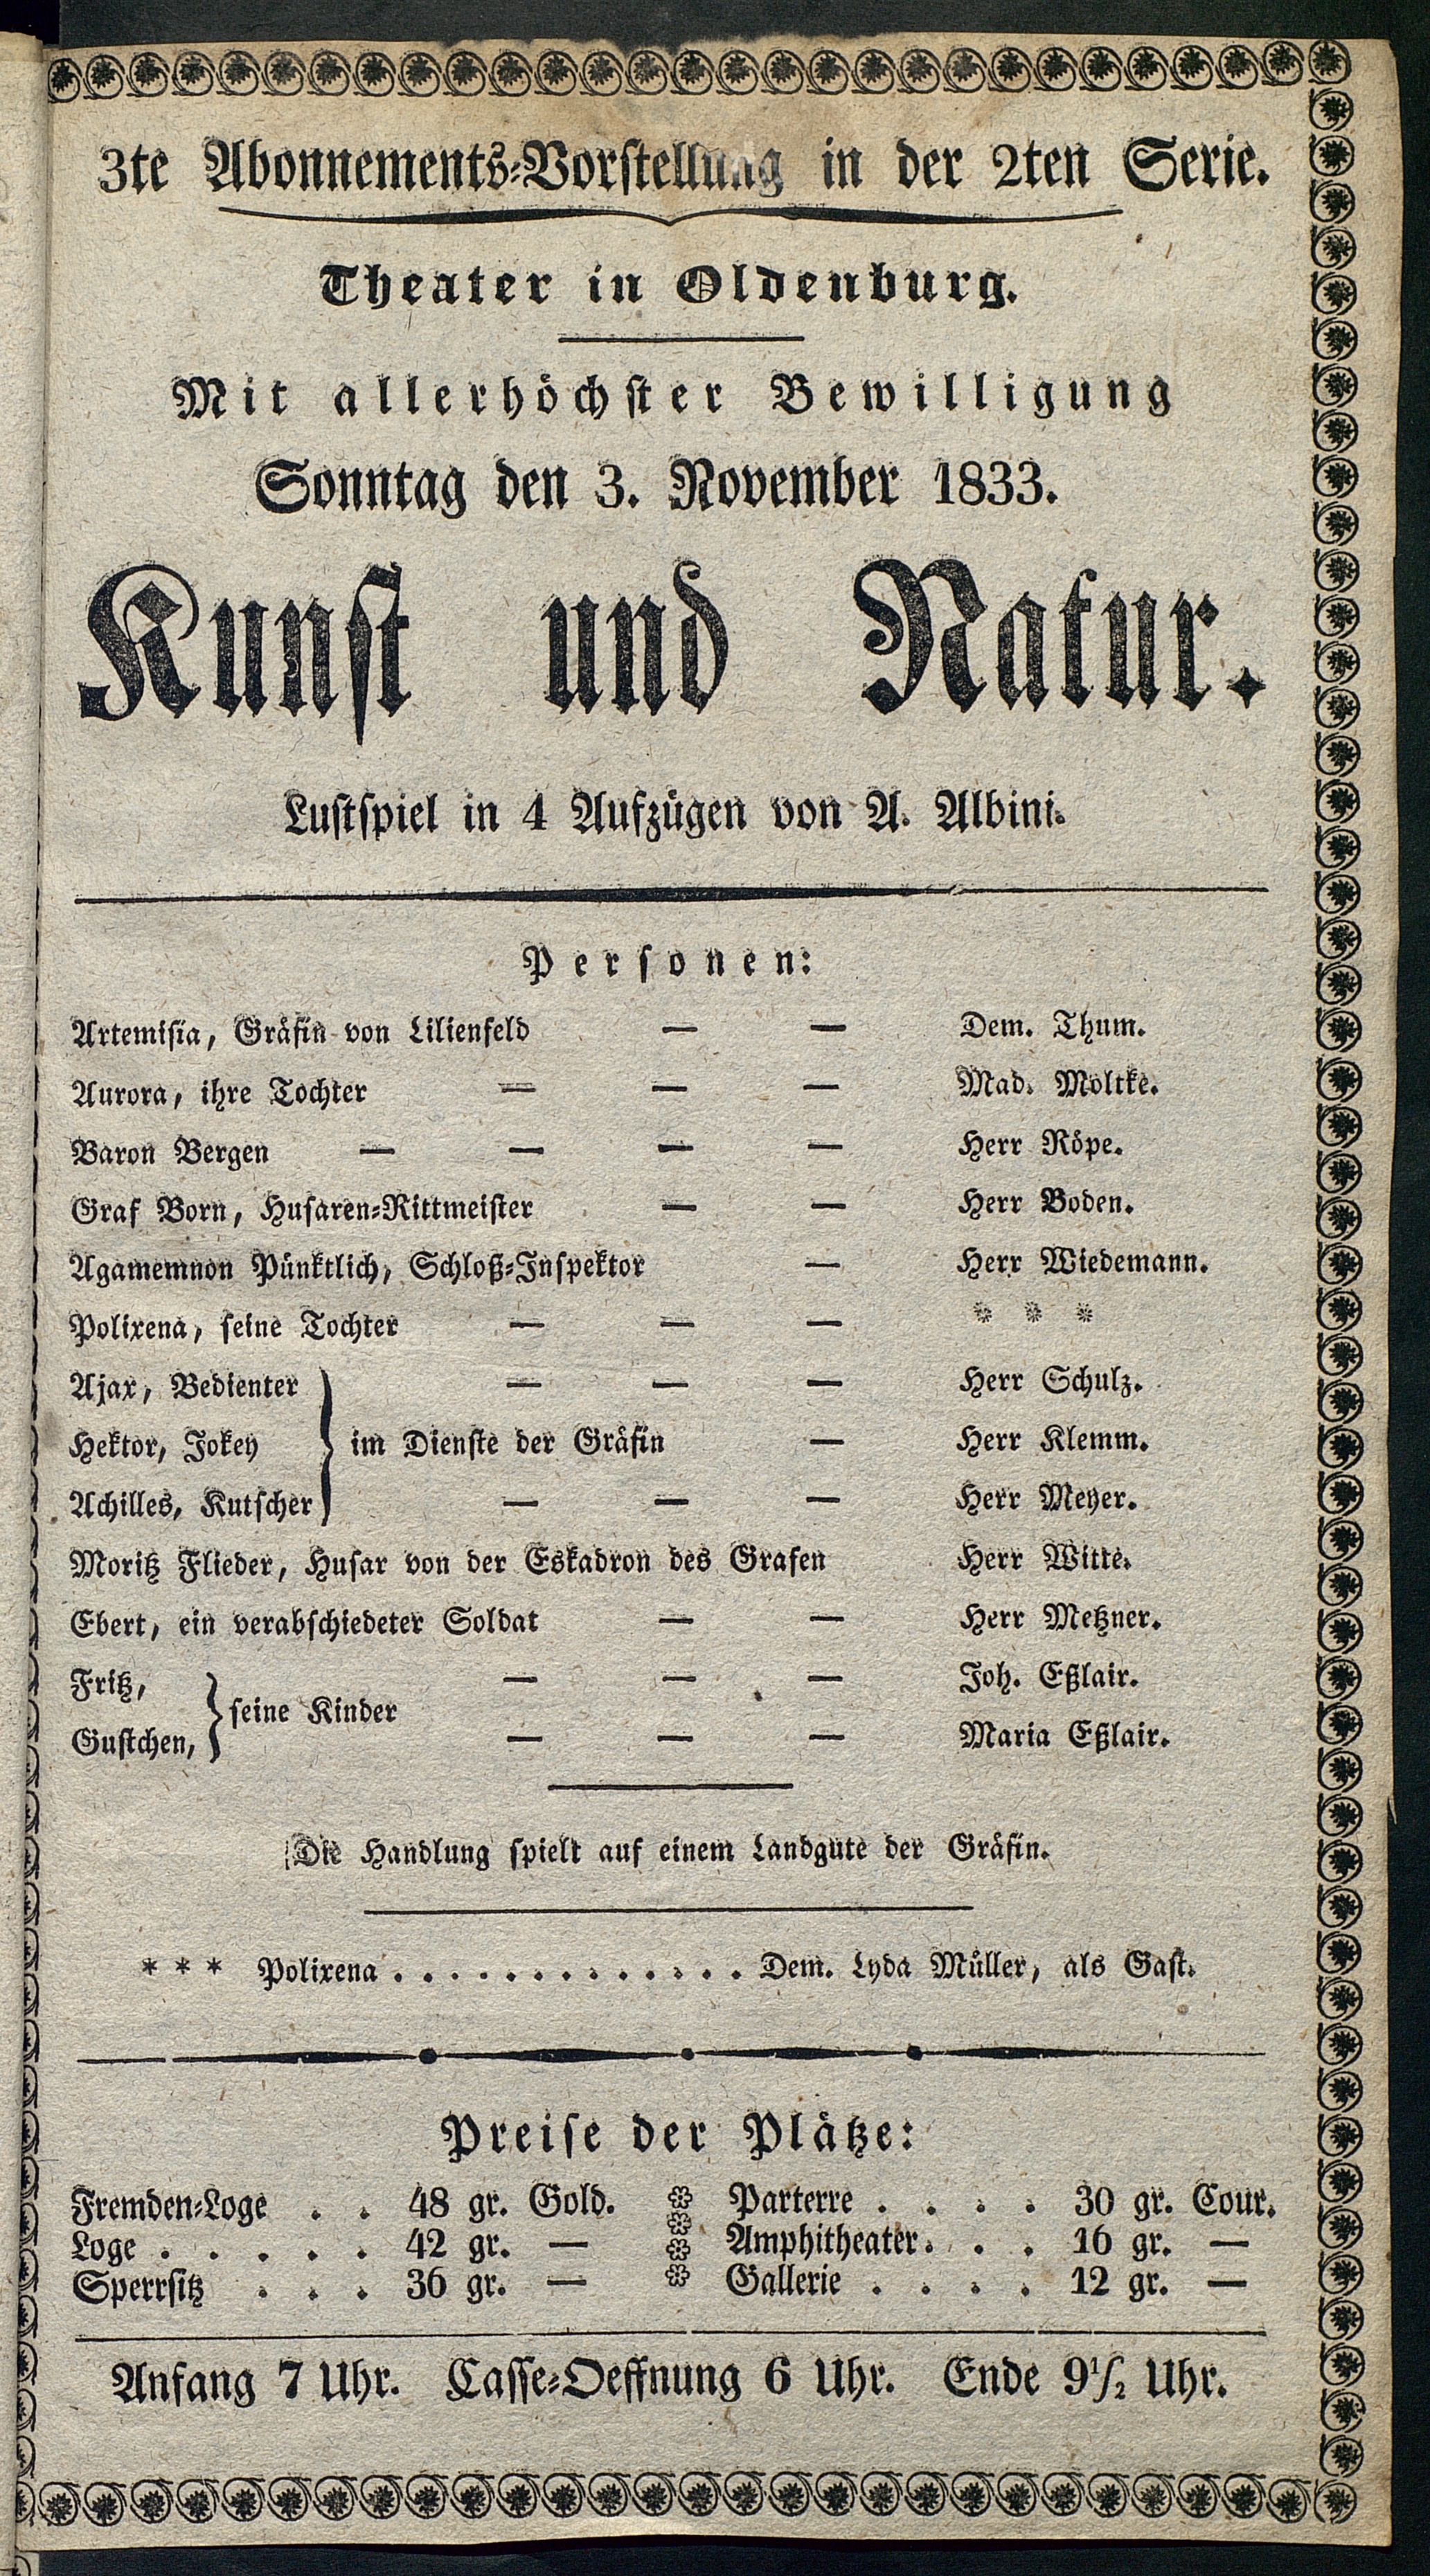 3te Abonnements-Vorstellung in der 2ten Serie.
Theater in Oldenburg.
Mit allerhöchster Bewilligung
Sonntag den 3. November 1833.
Kunst und Natur.
Lustspiel in 4 Aufzügen von A. Albini.
Personen:
Artemisia, Gräfin von Lilienfeld — — Dem. Thum.
Aurora, ihre Tochter — — — Mad. Moltke.
Baron Bergen — — — — Herr Röpe.
Graf Born, Husaren-Rittmeister — — Herr Boden.
Agamemnon Pünktlich, Schloß-Inspektor — Herr Wiedemann.
Polixena, seine Tochter — — — * * *
Ajax, Bedienter — — — Herr Schulz.
Hektor, Jokey } im Dienste der Gräfin — Herr Klemm.
Achilles, Kutscher — — — Herr Meyer.
Moritz Flieder, Husar von der Eskadron des Grafen Herr Witte.
Ebert, ein verabschiedeter Soldat — — Herr Metzner.
Fritz, — — — Joh. Eßlair.
} seine Kinder
Gustchen, — — — Maria Eßlair.
Die Handlung spielt auf einem Landgute der Gräfin.
* * * Polixena . . . . . . . . . . . . . Dem. Lyda Müller, als Gast.
Preise der Plätze:
Fremden-Loge . . 48 gr. Gold. Parterre . . . . 30 gr. Cour.
Loge . . . . . 42 gr. — Amphitheater . . . 16 gr. —
Sperrsitz . . . 36 gr. — Gallerie . . . . 12 gr. —
Anfang 7 Uhr. Casse-Oeffnung 6 Uhr. Ende 9½ Uhr.